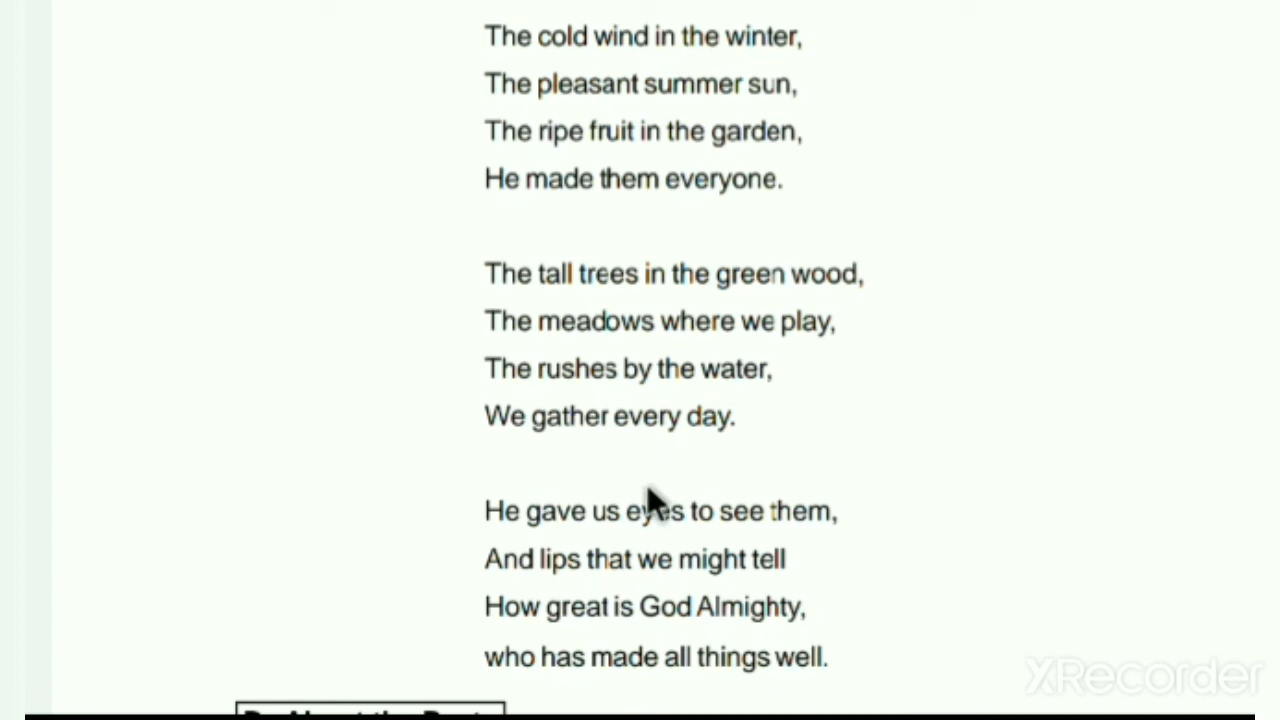 The cold wind in the winter,
The pleasant summer sun,
The ripe fruit in the garden,
He made them everyone.
The tall trees in the green wood,
The meadows where we play,
The rushes by the water,
We gather every day.
He gave us eyes to see them,
And lips that we might tell
How great is God Almighty,
who has made all things well.
XRecorder